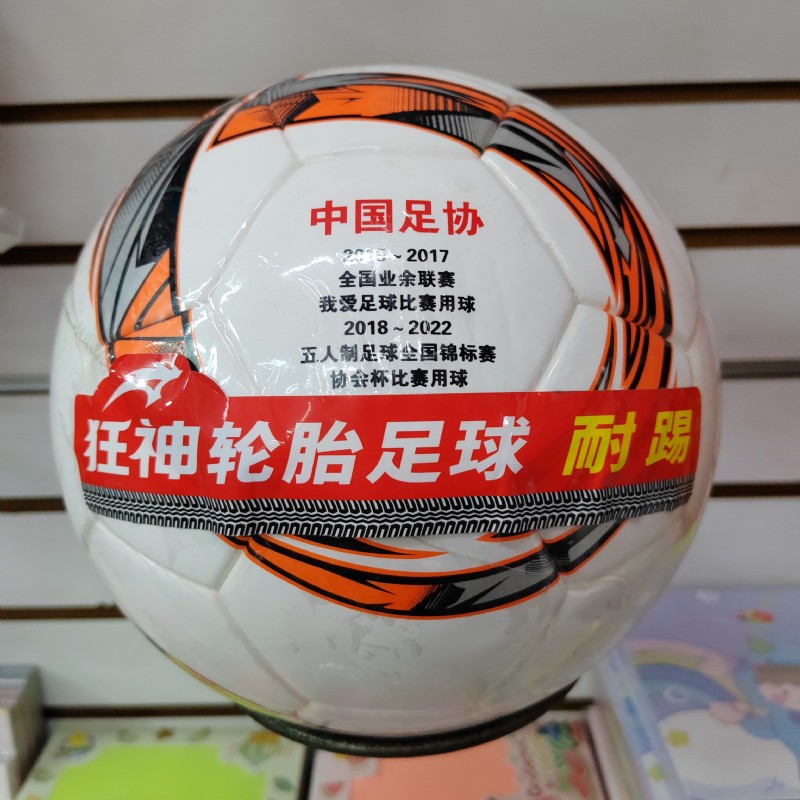 中国足协
~ 2017
全国业余联赛
我爱足球比赛用球
2018 ~ 2022
五人制足球全国锦标赛
协会杯比赛用球
狂神轮胎足球 耐踢